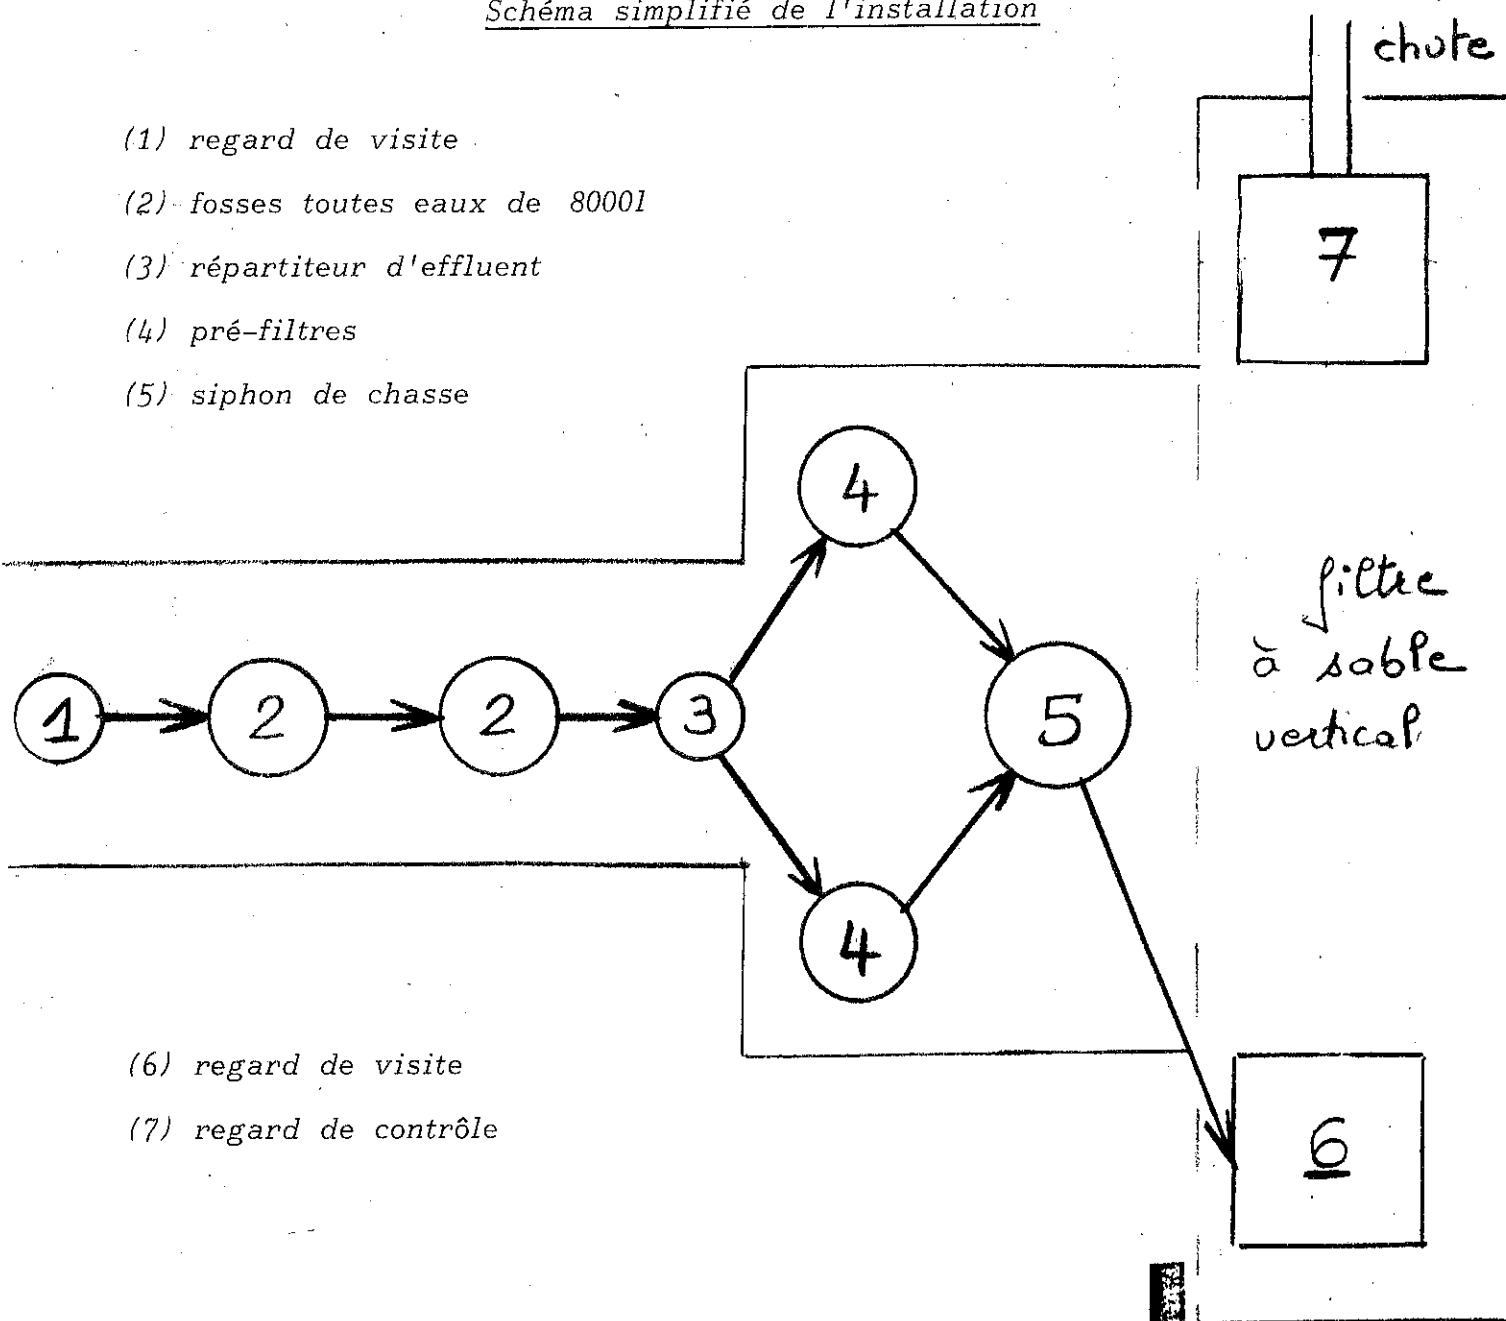 Schéma simplifié de l'installation
chute
(1) regard de visite
(2) fosses toutes eaux de 8000l
(3) répartiteur d'effluent
(4) pré-filtres
(5) siphon de chasse
7
4
filtre
à sable
vertical
1
2
2
3
5
4
(6) regard de visite
(7) regard de contrôle
6